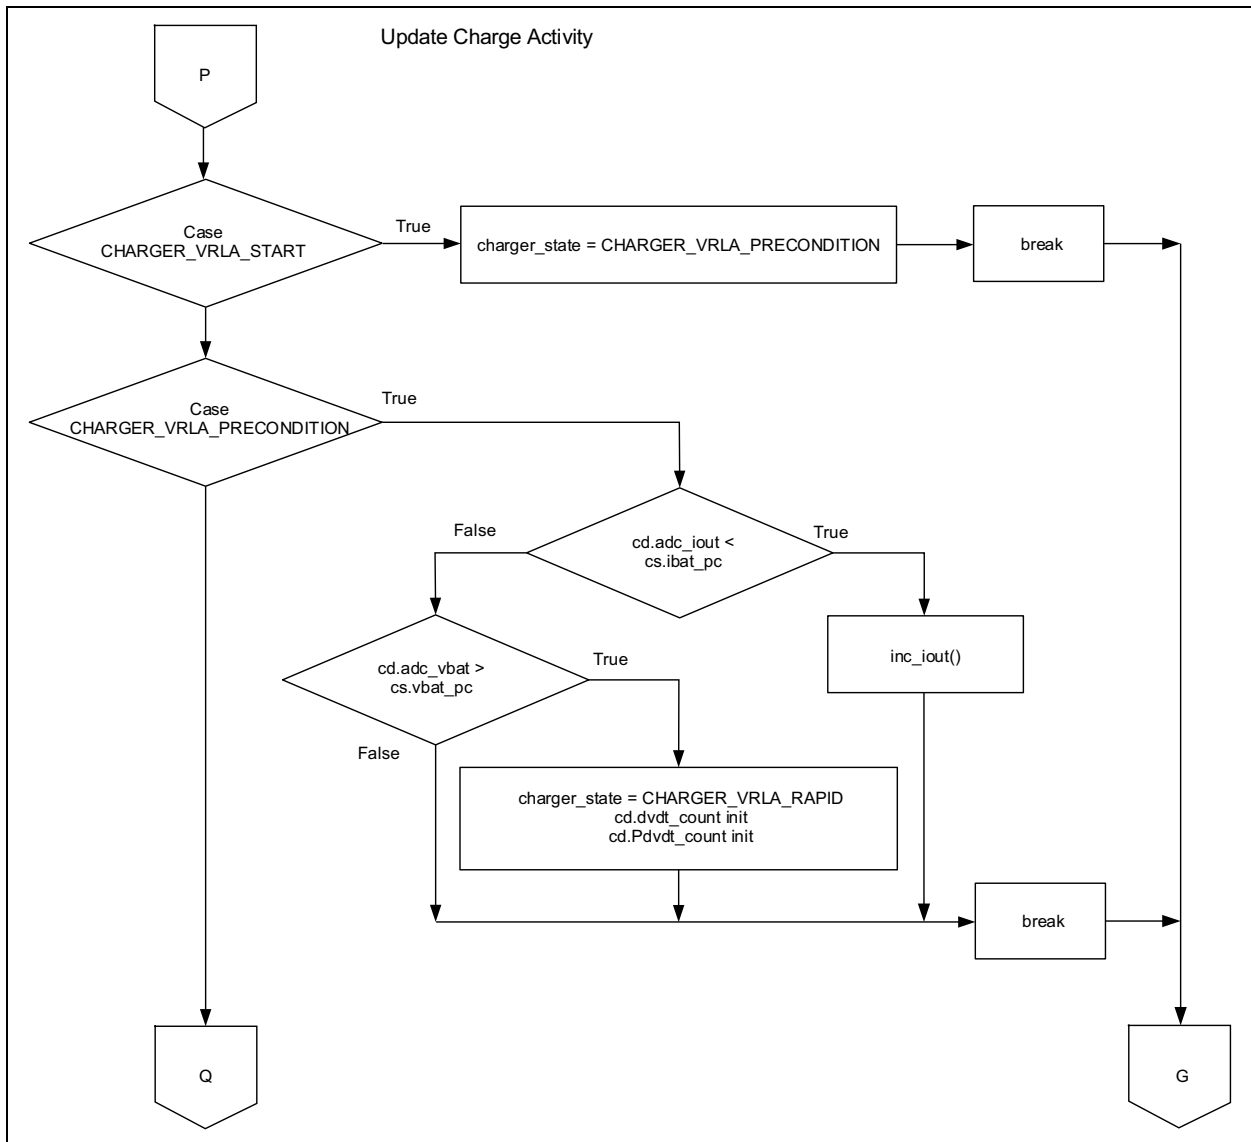 Update Charge Activity
P
Case
CHARGER_VRLA_START
True
charger_state = CHARGER_VRLA_PRECONDITION
break
Case
CHARGER_VRLA_PRECONDITION
True
cd.adc_iout <
cs.ibat_pc
False
True
cd.adc_vbat >
cs.vbat_pc
True
False
inc_iout()
charger_state = CHARGER_VRLA_RAPID
cd.dvdt_count init
cd.Pdvdt_count init
break
Q
G